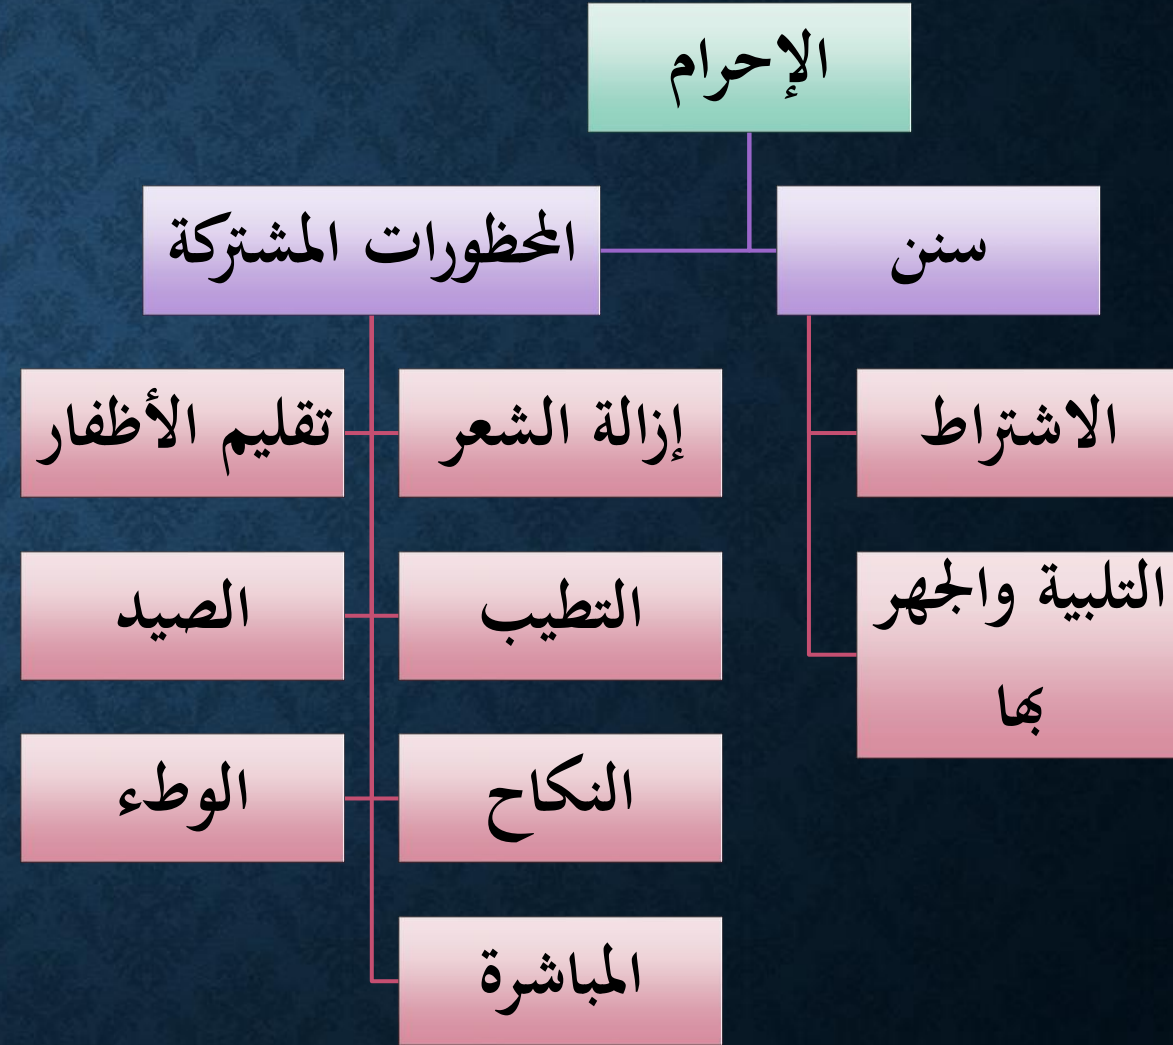 الإحرام
سنن
المحظورات المشتركة
الاشتراط
التلبية والجهر
بها
إزالة الشعر
تقليم الأظفار
التطيب
الصيد
النكاح
الوطء
المباشرة